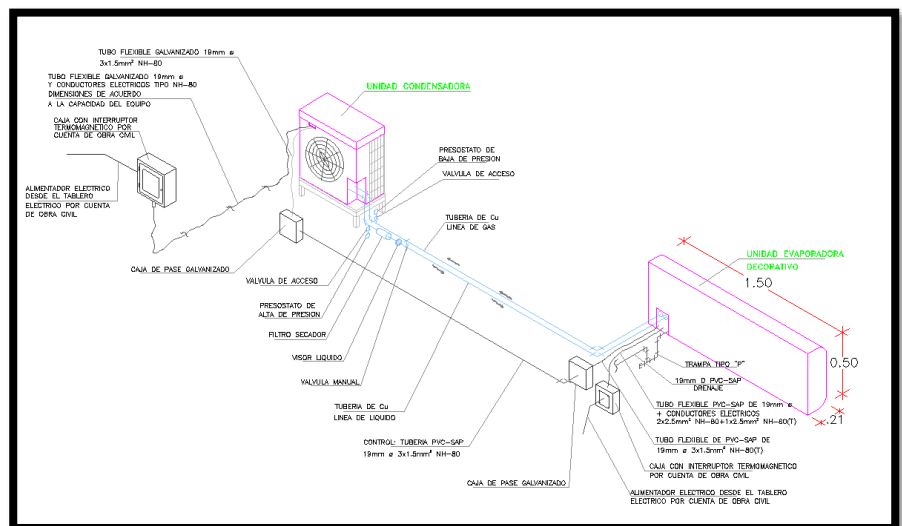 TUBO FLEXIBLE GALVANIZADO 19mm ø
3x1.5mm² NH-80
TUBO FLEXIBLE GALVANIZADO 19mm ø
Y CONDUCTORES ELECTRICOS TIPO NH-80
DIMENSIONES DE ACUERDO
A LA CAPACIDAD DEL EQUIPO
CAJA CON INTERRUPTOR
TERMOMAGNETICO POR
CUENTA DE OBRA CIVIL
ALIMENTADOR ELECTRICO
DESDE EL TABLERO
ELECTRICO POR CUENTA
DE OBRA CIVIL
UNIDAD CONDENSADORA
PRESOSTATO DE
BAJA DE PRESION
VALVULA DE ACCESO
TUBERIA DE Cu
LINEA DE GAS
CAJA DE PASE GALVANIZADO
VALVULA DE ACCESO
PRESOSTATO DE
ALTA DE PRESION
FILTRO SECADOR
VISOR LIQUIDO
VALVULA MANUAL
TUBERIA DE Cu
LINEA DE LIQUIDO
CONTROL: TUBERIA PVC-SAP
19mm ø 3x1.5mm² NH-80
CAJA DE PASE GALVANIZADO
UNIDAD EVAPORADORA
DECORATIVO
1.50
0.50
.21
TRAMPA TIPO "P"
19mm D PVC-SAP
DRENAJE
TUBO FLEXIBLE PVC-SAP DE 19mm ø
+ CONDUCTORES ELECTRICOS
2x2.5mm² NH-80+1x2.5mm² NH-80(T)
TUBO FLEXIBLE DE PVC-SAP DE
19mm ø 3x1.5mm² NH-80(T)
CAJA CON INTERRUPTOR TERMOMAGNETICO
POR CUENTA DE OBRA CIVIL
ALIMENTADOR ELECTRICO DESDE EL TABLERO
ELECTRICO POR CUENTA DE OBRA CIVIL